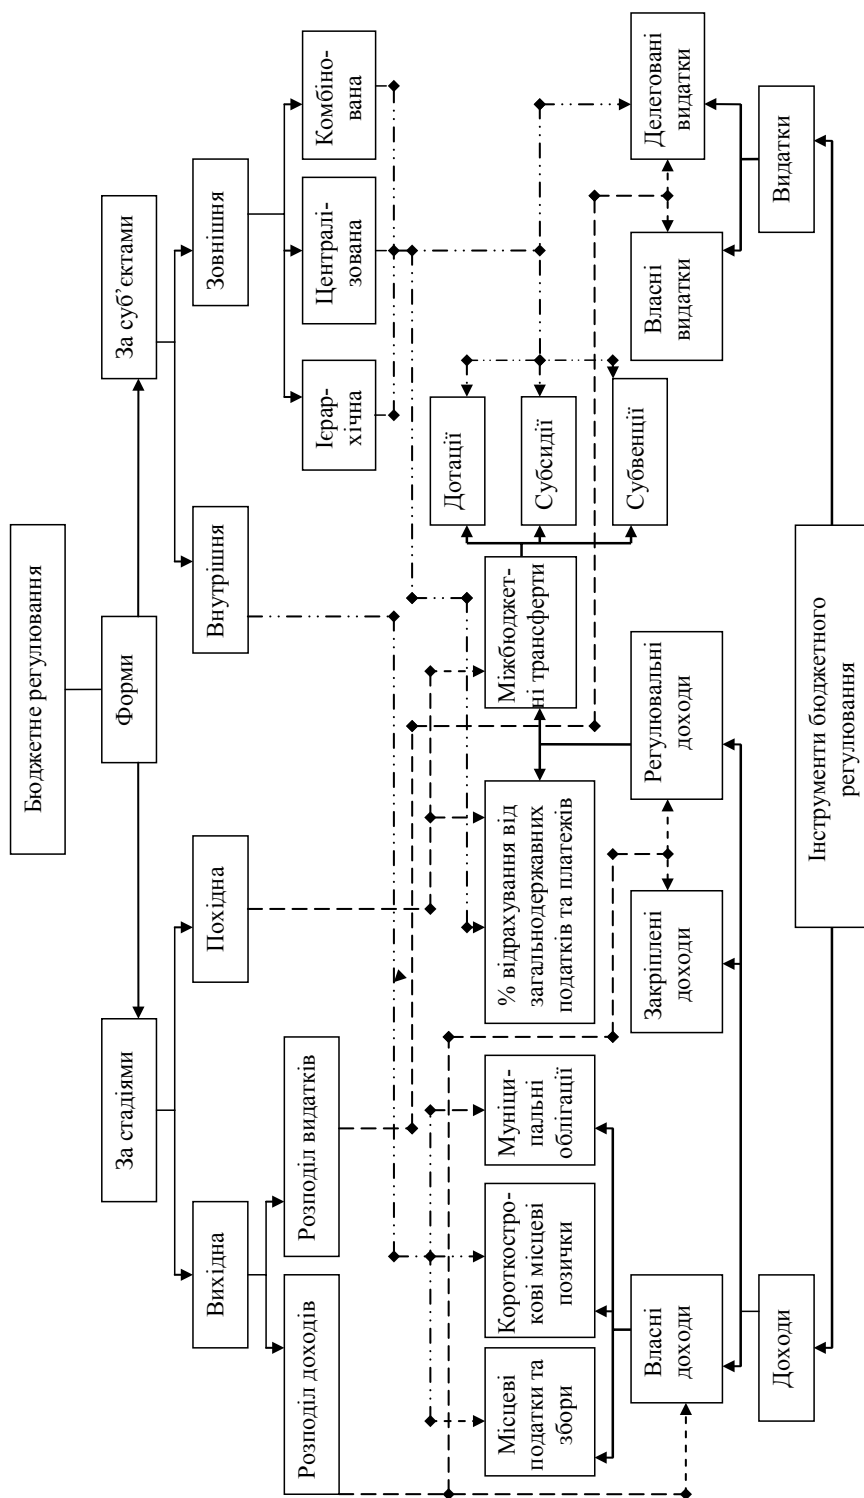 Бюджетне регулювання
Форми
За стадіями
За суб’єктами
Вихідна
Похідна
Внутрішня
Зовнішня
Розподіл доходів
Розподіл видатків
Ієрар-
хічна
Централі-
зована
Комбіно-
вана
Місцеві
податки та
збори
Короткостро-
кові місцеві
позички
Муніци-
пальні
облігації
% відрахування від
загальнодержавних
податків та платежів
Міжбюджет-
ні трансферти
Дотації
Субсидії
Субвенції
Власні
доходи
Закріплені
доходи
Регулювальні
доходи
Власні
видатки
Делеговані
видатки
Доходи
Видатки
Інструменти бюджетного
регулювання